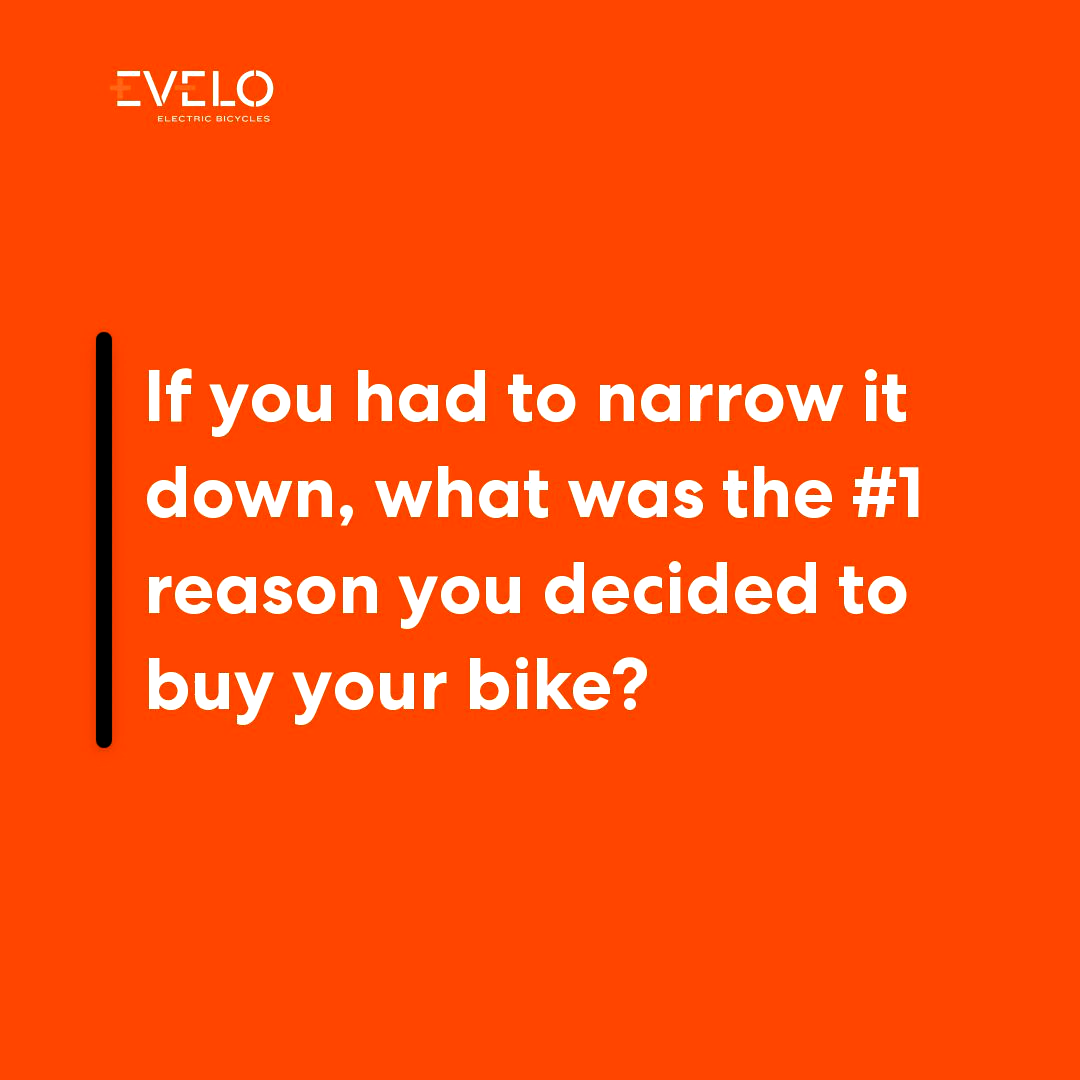 EVELO
ELECTRIC BICYCLES
If you had to narrow it
down, what was the #1
reason you decided to
buy your bike?